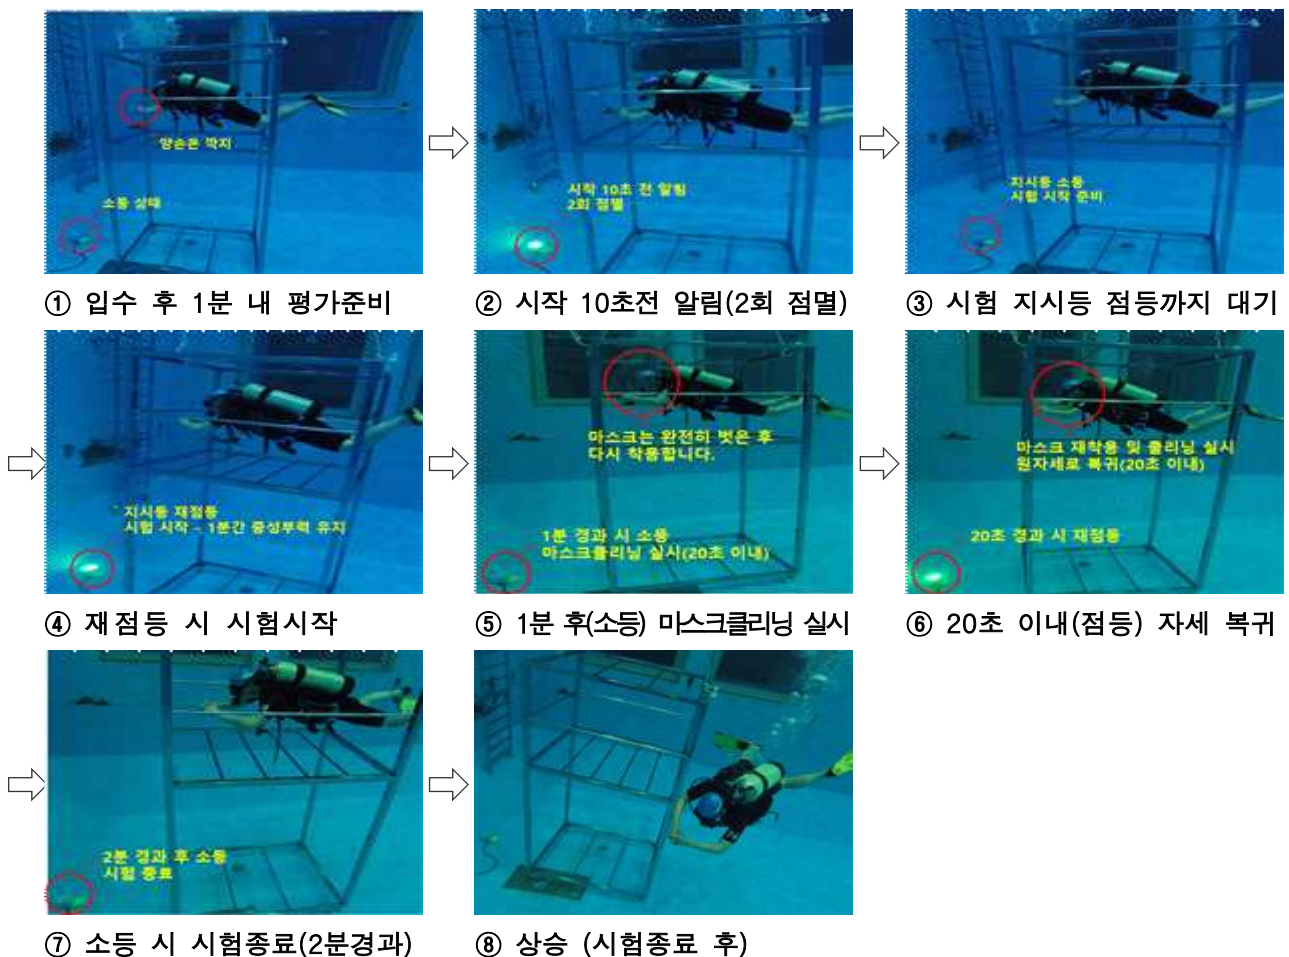 양손은 깍지
소등 상태
① 입수 후 1분 내 평가준비
시작 10초 전 알림
2회 점멸
② 시작 10초전 알림(2회 점멸)
지시등 소등
시험 시작 준비
③ 시험 지시등 점등까지 대기
지시등 재점등
시험 시작 - 1분간 중성부력 유지
④ 재점등 시 시험시작
마스크는 완전히 벗은 후
다시 착용합니다.
1분 경과 시 소등
마스크클리닝 실시(20초 이내)
⑤ 1분 후(소등) 마스크클리닝 실시
마스크 재착용 및 클리닝 실시
원자세로 복귀(20초 이내)
20초 경과 시 재점등
⑥ 20초 이내(점등) 자세 복귀
2분 경과 후 소등
시험 종료
⑦ 소등 시 시험종료(2분경과)
⑧ 상승 (시험종료 후)